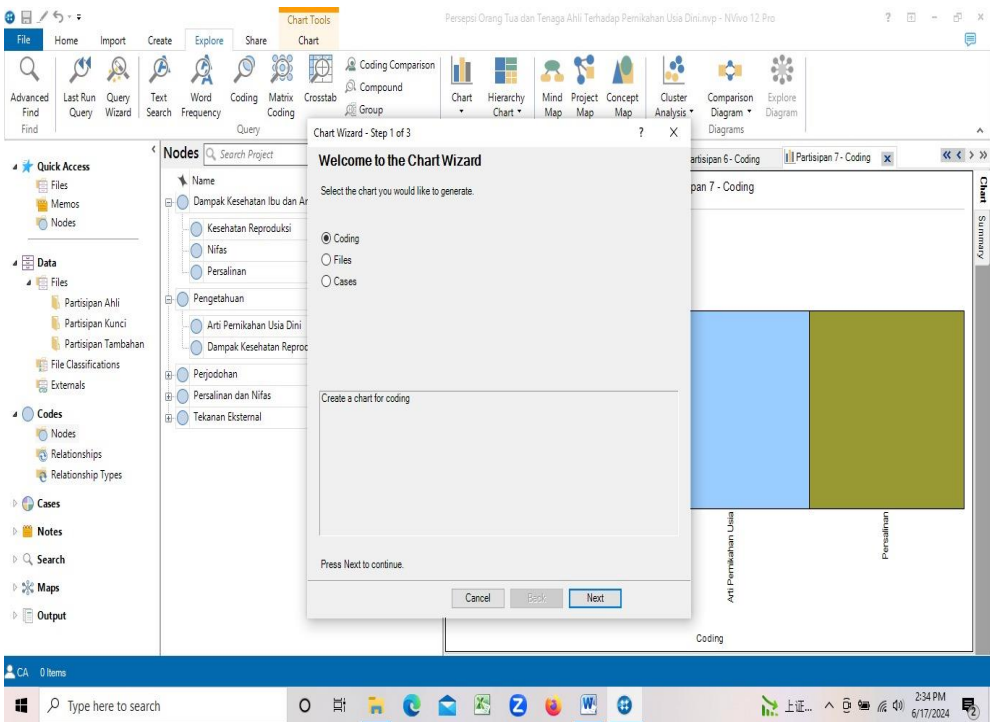 Chart Tools
Persepsi Orang Tua dan Tenaga Ahli Terhadap Pernikahan Usia Dini.nvp - NVivo 12 Pro
File Home Import Create Explore Share Chart
Advanced Find
Last Run Query
Query Wizard
Text Search
Word Frequency
Coding
Matrix Coding
Crosstab
Coding Comparison
Compound
Group
Chart
Hierarchy Chart
Mind Map
Project Map
Concept Map
Cluster Analysis
Comparison Diagram
Explore Diagram
Find
Query
Diagrams
Quick Access
Files
Memos
Nodes
Data
Files
Partisipan Ahli
Partisipan Kunci
Partisipan Tambahan
File Classifications
Externals
Codes
Nodes
Relationships
Relationship Types
Cases
Notes
Search
Maps
Output
Nodes
Search Project
Name
Dampak Kesehatan Ibu dan Ar
Kesehatan Reproduksi
Nifas
Persalinan
Pengetahuan
Arti Pernikahan Usia Dini
Dampak Kesehatan Reproc
Perjodohan
Persalinan dan Nifas
Tekanan Eksternal
Chart Wizard - Step 1 of 3
? X
Welcome to the Chart Wizard
Select the chart you would like to generate.
Coding
Files
Cases
Create a chart for coding
Press Next to continue.
Cancel Back Next
artisipan 6 - Coding
Partisipan 7 - Coding
pan 7 - Coding
Chart
Summary
Arti Pernikahan Usia
Persalinan
Coding
CA 0 Items
Type here to search
上证...
2:34 PM
6/17/2024